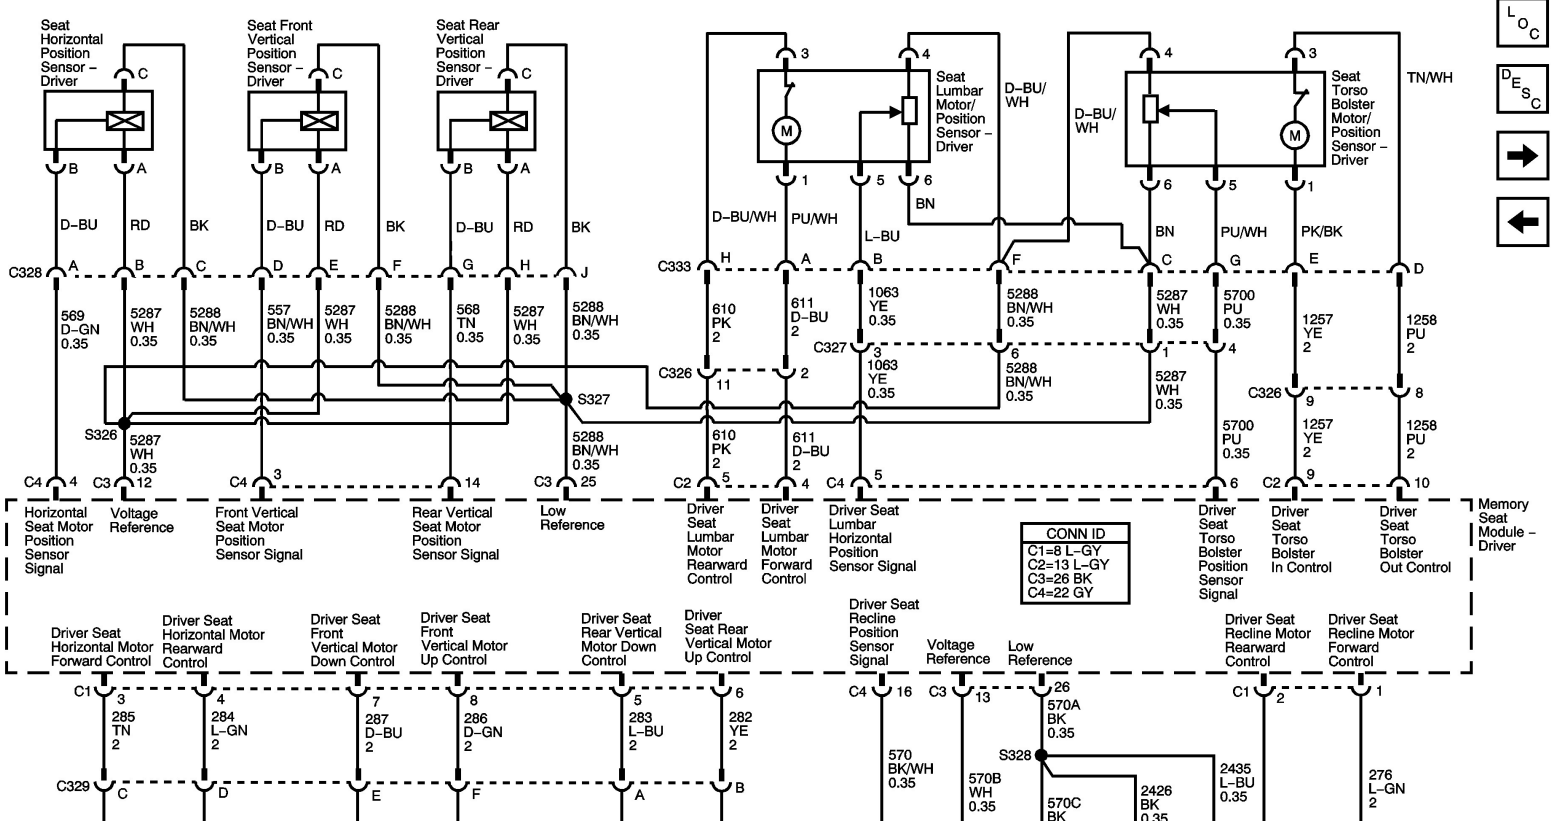 Seat
Horizontal
Position
Sensor –
Driver
C
B
A
Seat Front
Vertical
Position
Sensor –
Driver
C
B
A
Seat Rear
Vertical
Position
Sensor –
Driver
C
B
A
3
M
1
4
Seat
Lumbar
Motor/
Position
Sensor –
Driver
5
6
D–BU/
WH
D–BU/
WH
4
6
5
3
M
1
Seat
Torso
Bolster
Motor/
Position
Sensor –
Driver
TN/WH
L
O
C
D
E
S
C
D–BU
RD
BK
D–BU
RD
BK
D–BU
RD
BK
D–BU/WH
PU/WH
L–BU
BN
BN
PU/WH
PK/BK
C328
A
B
C
D
E
F
G
H
J
C333
H
A
B
F
C
G
E
D
569
D–GN
0.35
5287
WH
0.35
5288
BN/WH
0.35
557
BN/WH
0.35
5287
WH
0.35
5288
BN/WH
0.35
568
TN
0.35
5287
WH
0.35
5288
BN/WH
0.35
610
PK
2
611
D–BU
2
1063
YE
0.35
5288
BN/WH
0.35
5287
WH
0.35
5700
PU
0.35
1257
YE
2
1258
PU
2
C327
3
6
1
4
C326
11
2
1063
YE
0.35
5288
BN/WH
0.35
5287
WH
0.35
C326
9
8
S327
S326
5287
WH
0.35
5288
BN/WH
0.35
610
PK
2
611
D–BU
2
5700
PU
0.35
1257
YE
2
1258
PU
2
C4
4
C3
12
C4
3
14
C3
25
C2
5
4
C4
5
6
C2
9
10
Horizontal
Seat Motor
Position
Sensor
Signal
Voltage
Reference
Front Vertical
Seat Motor
Position
Sensor Signal
Rear Vertical
Seat Motor
Position
Sensor Signal
Low
Reference
Driver
Seat
Lumbar
Motor
Rearward
Control
Driver
Seat
Lumbar
Motor
Forward
Control
Driver Seat
Lumbar
Horizontal
Position
Sensor Signal
CONN ID
C1=8 L–GY
C2=13 L–GY
C3=26 BK
C4=22 GY
Driver
Seat
Torso
Bolster
Position
Sensor
Signal
Driver
Seat
Torso
Bolster
In Control
Driver
Seat
Torso
Bolster
Out Control
Memory
Seat
Module –
Driver
Driver Seat
Horizontal Motor
Forward Control
Driver Seat
Horizontal Motor
Rearward
Control
Driver Seat
Front
Vertical Motor
Down Control
Driver Seat
Front
Vertical Motor
Up Control
Driver Seat
Rear Vertical
Motor Down
Control
Driver
Seat Rear
Vertical Motor
Up Control
Driver Seat
Recline
Position
Sensor
Signal
Voltage
Reference
Low
Reference
Driver Seat
Recline Motor
Rearward
Control
Driver Seat
Recline Motor
Forward
Control
C1
3
4
7
8
5
6
C4
16
C3
13
26
C1
2
1
285
TN
2
284
L–GN
2
287
D–BU
2
286
D–GN
2
283
L–BU
2
282
YE
2
570A
BK
0.35
S328
570
BK/WH
0.35
570B
WH
0.35
570C
BK
2426
BK
0.35
2435
L–BU
0.35
276
L–GN
2
C329
C
D
E
F
A
B